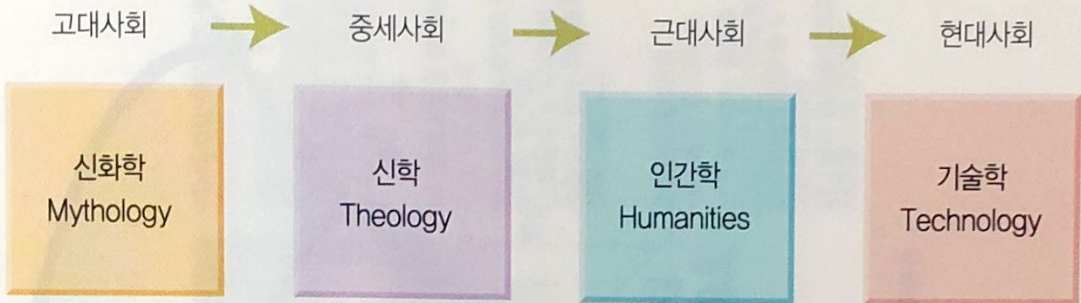 고대사회 중세사회 근대사회 현대사회
신화학
Mythology
신학
Theology
인간학
Humanities
기술학
Technology